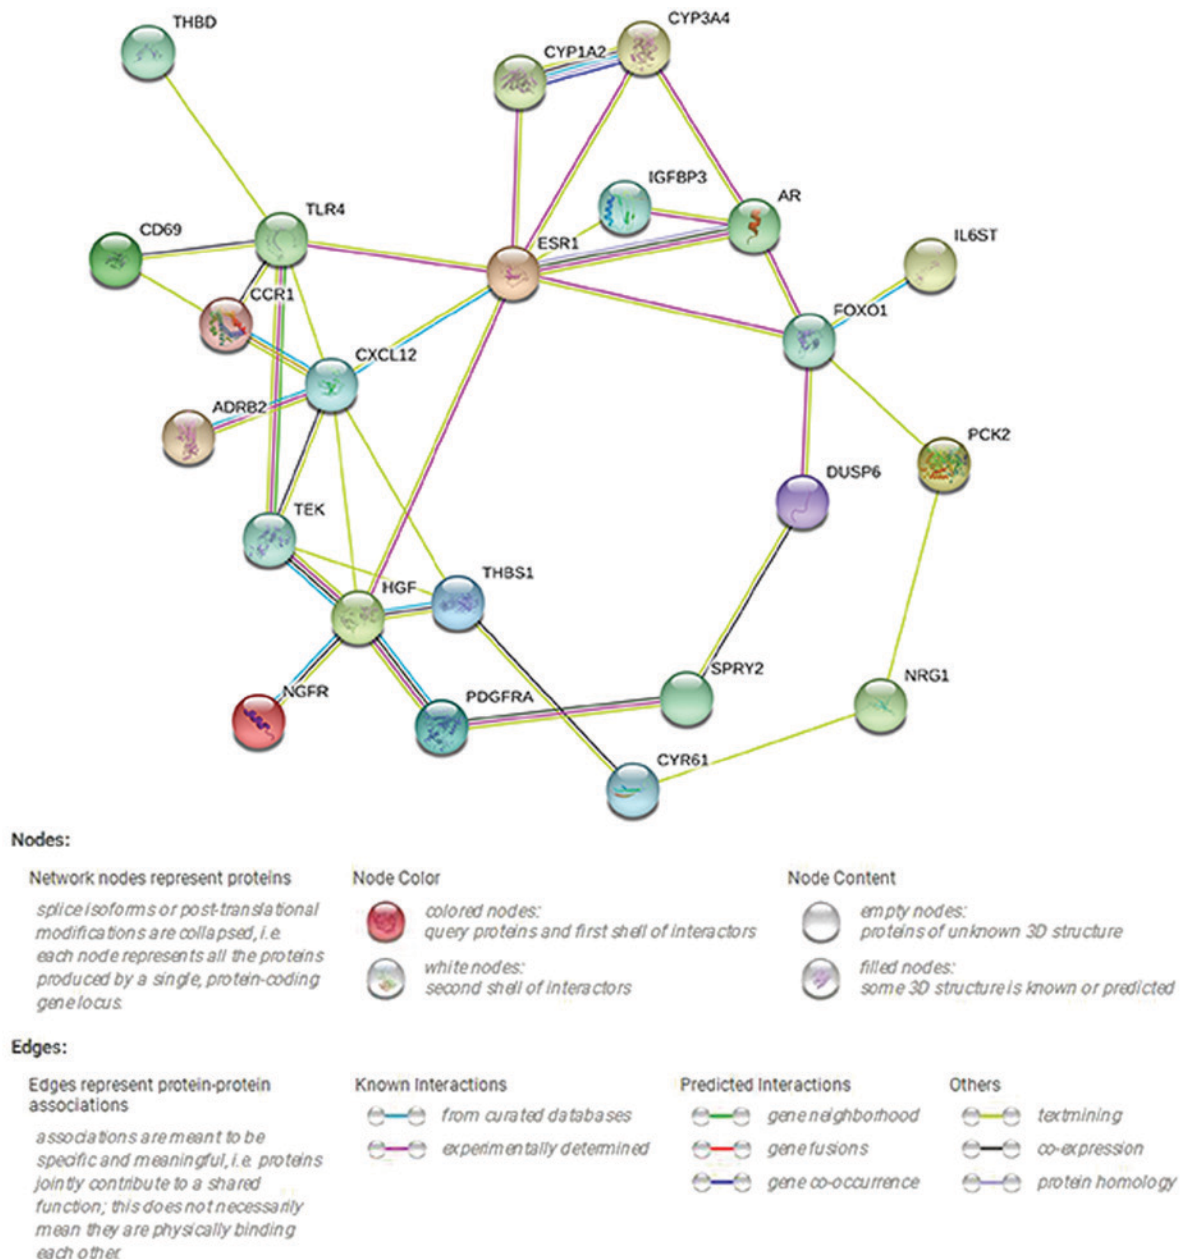 THBD
CYP3A4
CYP1A2
IGFBP3
AR
TLR4
CD69
ESR1
IL6ST
CCR1
FOXO1
CXCL12
ADRB2
PCK2
DUSP6
TEK
THBS1
HGF
SPRY2
NRG1
NGFR
PDGFRA
CYR61
Nodes:
Network nodes represent proteins
splice isoforms or post-translational
modifications are collapsed, i.e.
each node represents all the proteins
produced by a single, protein-coding
gene locus.
Node Color
colored nodes:
query proteins and first shell of interactors
white nodes:
second shell of interactors
Node Content
empty nodes:
proteins of unknown 3D structure
filled nodes:
some 3D structure is known or predicted
Edges:
Edges represent protein-protein
associations
associations are meant to be
specific and meaningful, i.e. proteins
jointly contribute to a shared
function; this does not necessarily
mean they are physically binding
each other.
Known Interactions
from curated databases
experimentally determined
Predicted Interactions
gene neighborhood
gene fusions
gene co-occurrence
Others
textmining
co-expression
protein homology